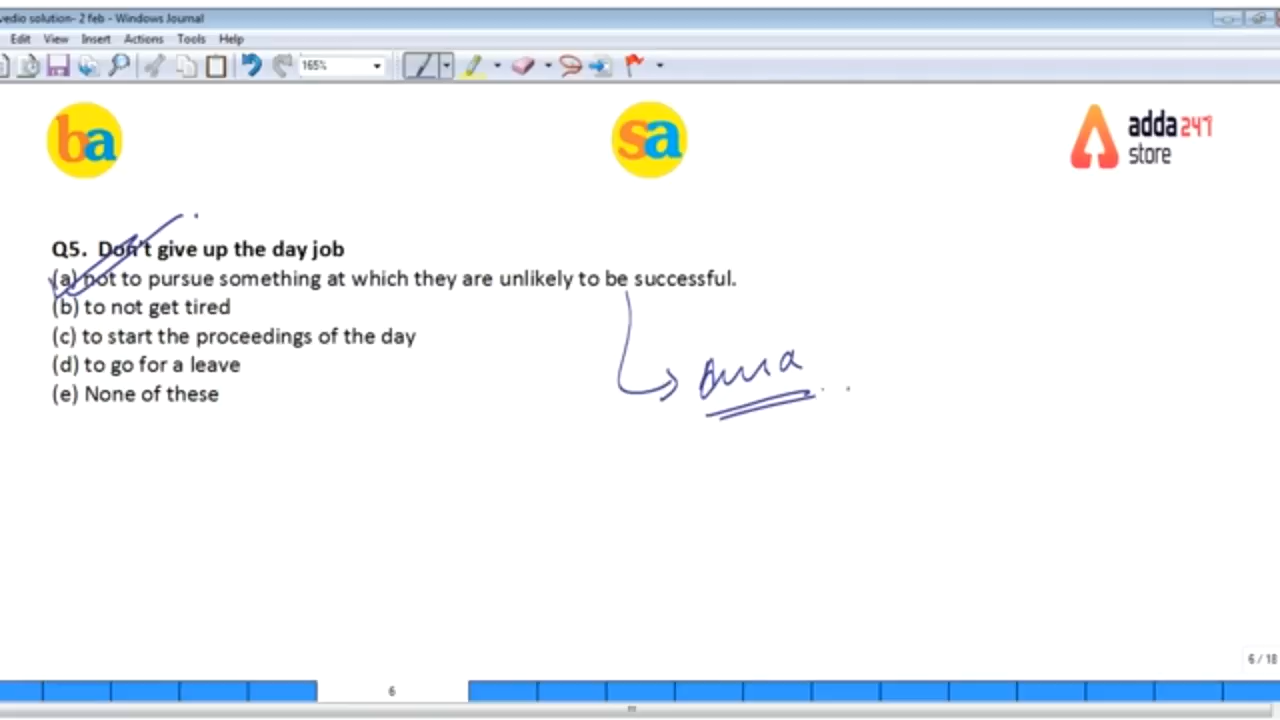 vedio solution- 2 feb - Windows Journal
Edit View Insert Actions Tools Help
165%
ba
sa
adda 247
store
Q5. Don't give up the day job
(a) not to pursue something at which they are unlikely to be successful.
(b) to not get tired
(c) to start the proceedings of the day
(d) to go for a leave
(e) None of these
6 / 18
6